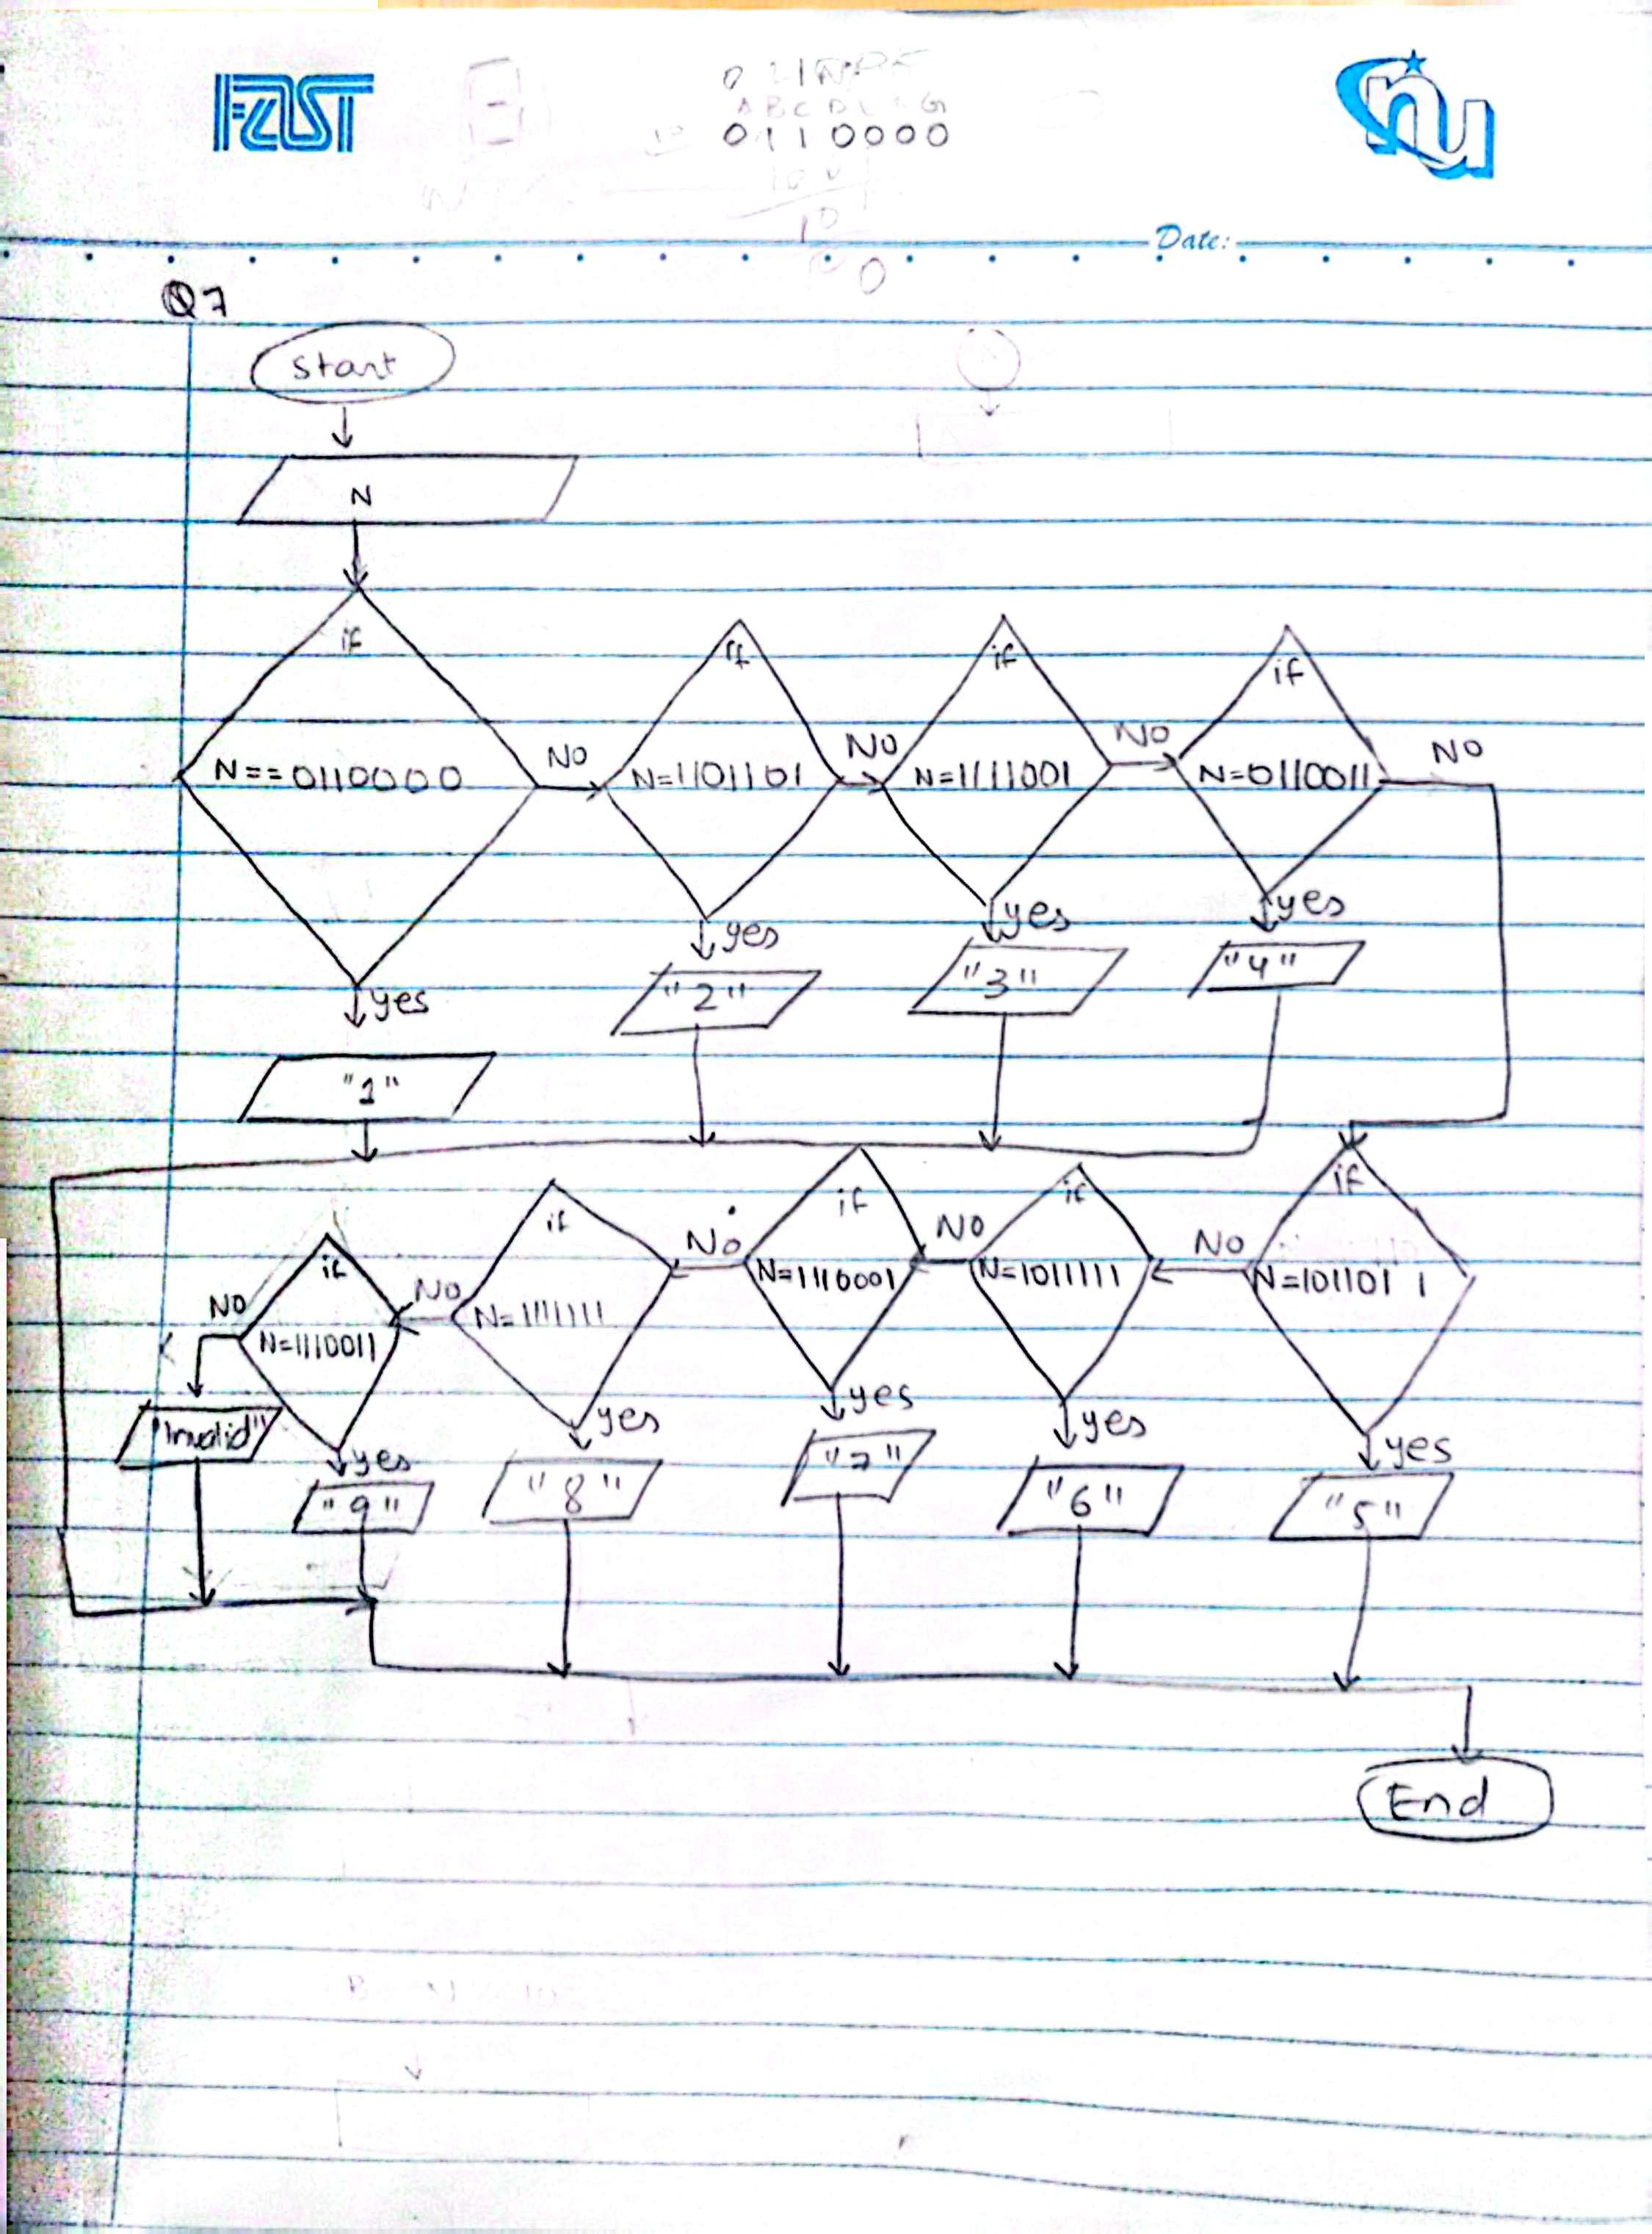 FAST
nu
A B C D E F G
0110000
Date:
Q7
Start
N
if
if
if
if
N==0110000
NO
N=1101101
NO
N=1111001
NO
N=0110011
NO
yes
yes
yes
yes
"1"
"2"
"3"
"4"
if
N=1011011
NO
if
N=1011111
NO
if
N=1110001
NO
if
N=1111111
NO
if
N=1110011
NO
"Invalid"
yes
"9"
yes
"8"
yes
"7"
yes
"6"
yes
"5"
End